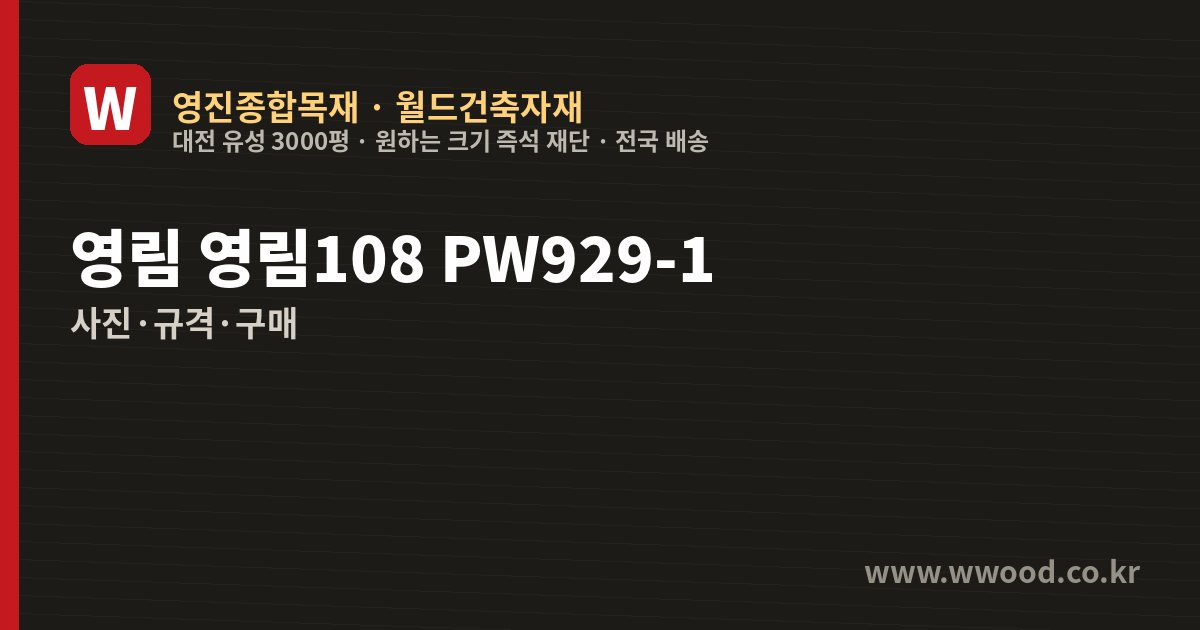 W
영진종합목재 · 월드건축자재
대전 유성 3000평 · 원하는 크기 즉석 재단 · 전국 배송
영림 영림108 PW929-1
사진·규격·구매
www.wwood.co.kr